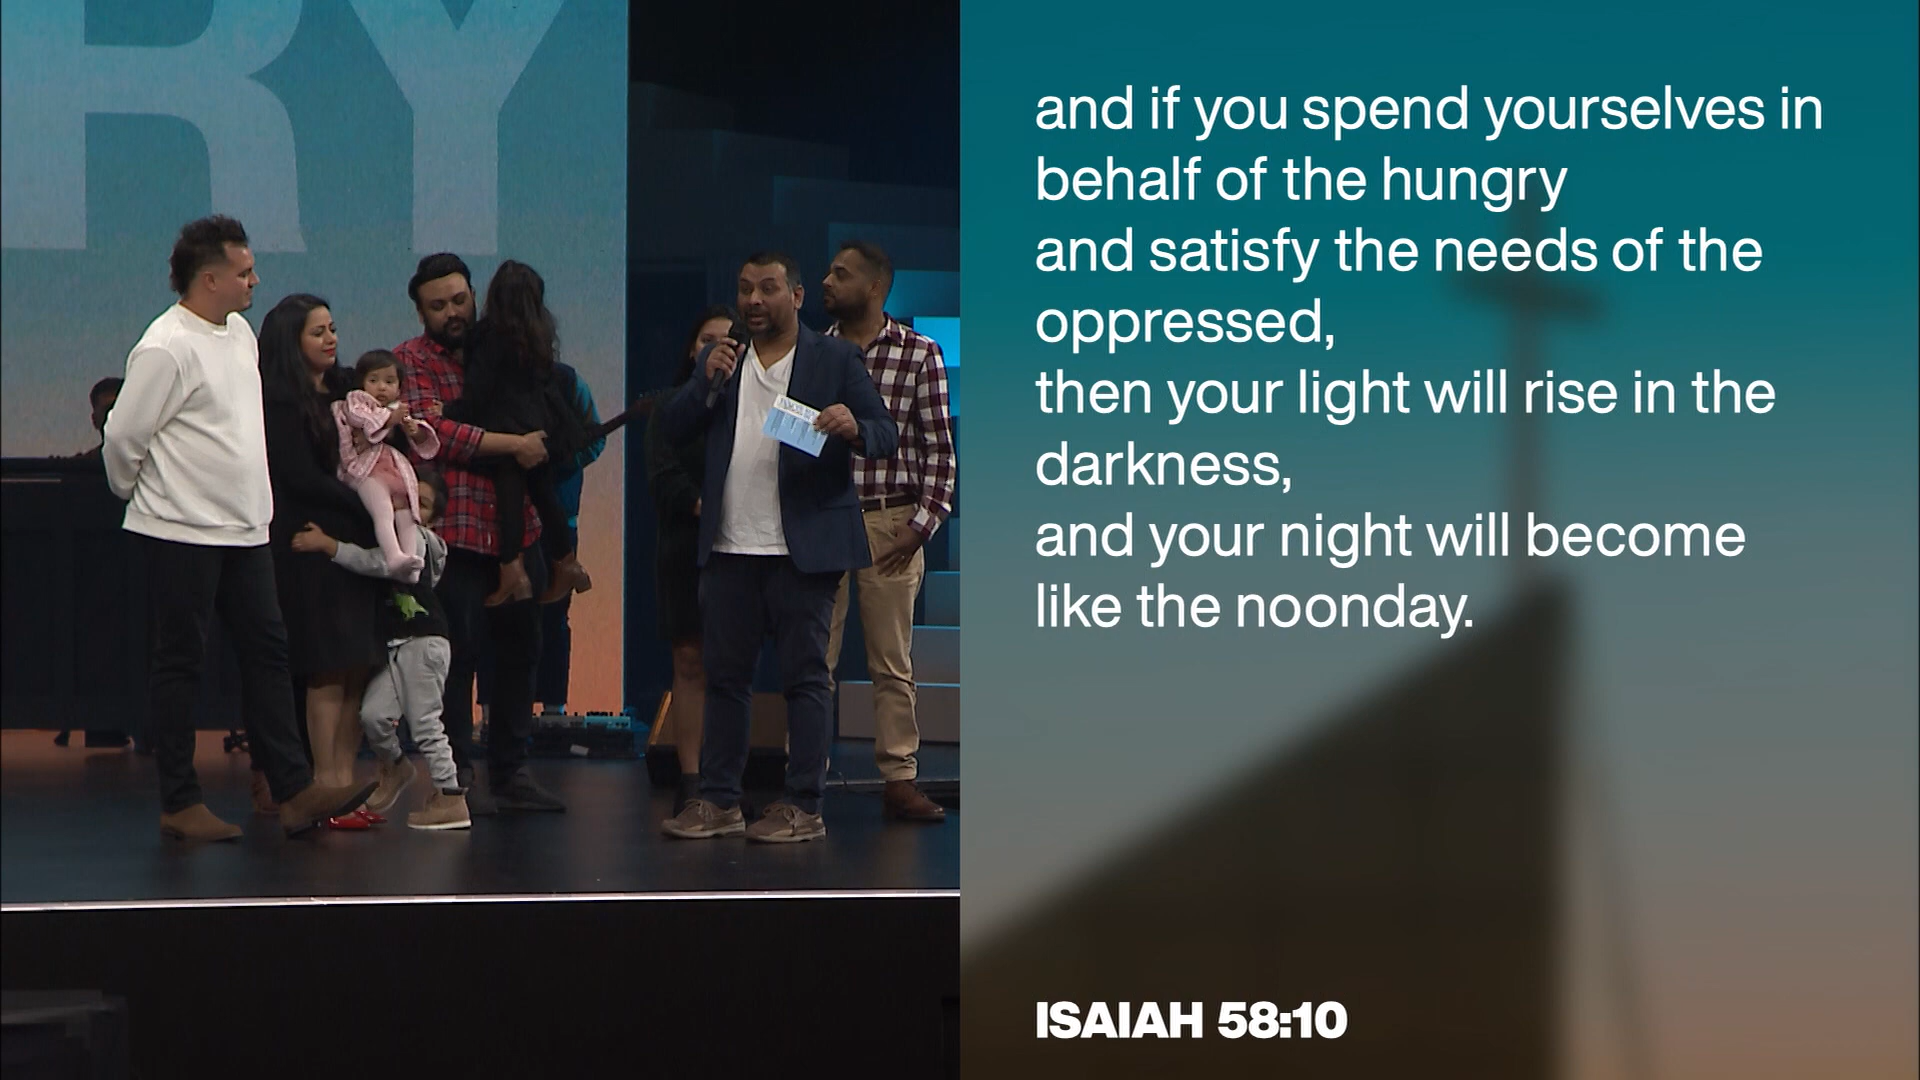 RY
and if you spend yourselves in
behalf of the hungry
and satisfy the needs of the
oppressed,
then your light will rise in the
darkness,
and your night will become
like the noonday.
ISAIAH 58:10